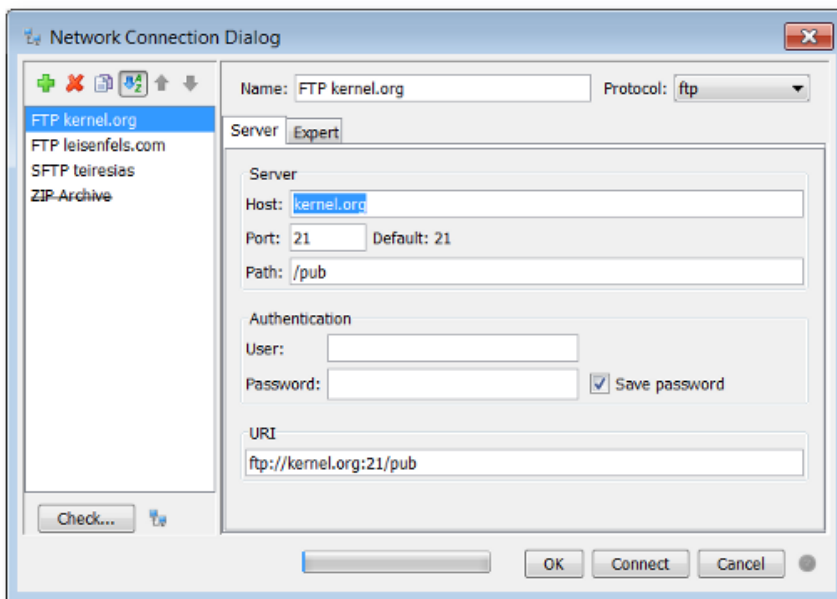 Network Connection Dialog
Name: FTP kernel.org Protocol: ftp
FTP kernel.org
FTP leisenfels.com
SFTP teiresias
ZIP Archive
Server Expert
Server
Host: kernel.org
Port: 21 Default: 21
Path: /pub
Authentication
User:
Password: Save password
URI
ftp://kernel.org:21/pub
Check...
OK Connect Cancel